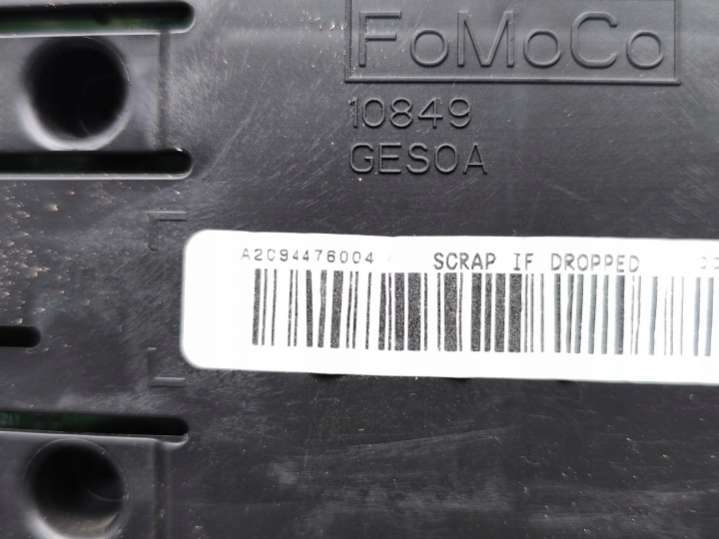 FoMoCo
10849
GESOA
A2C94476004 SCRAP IF DROPPED